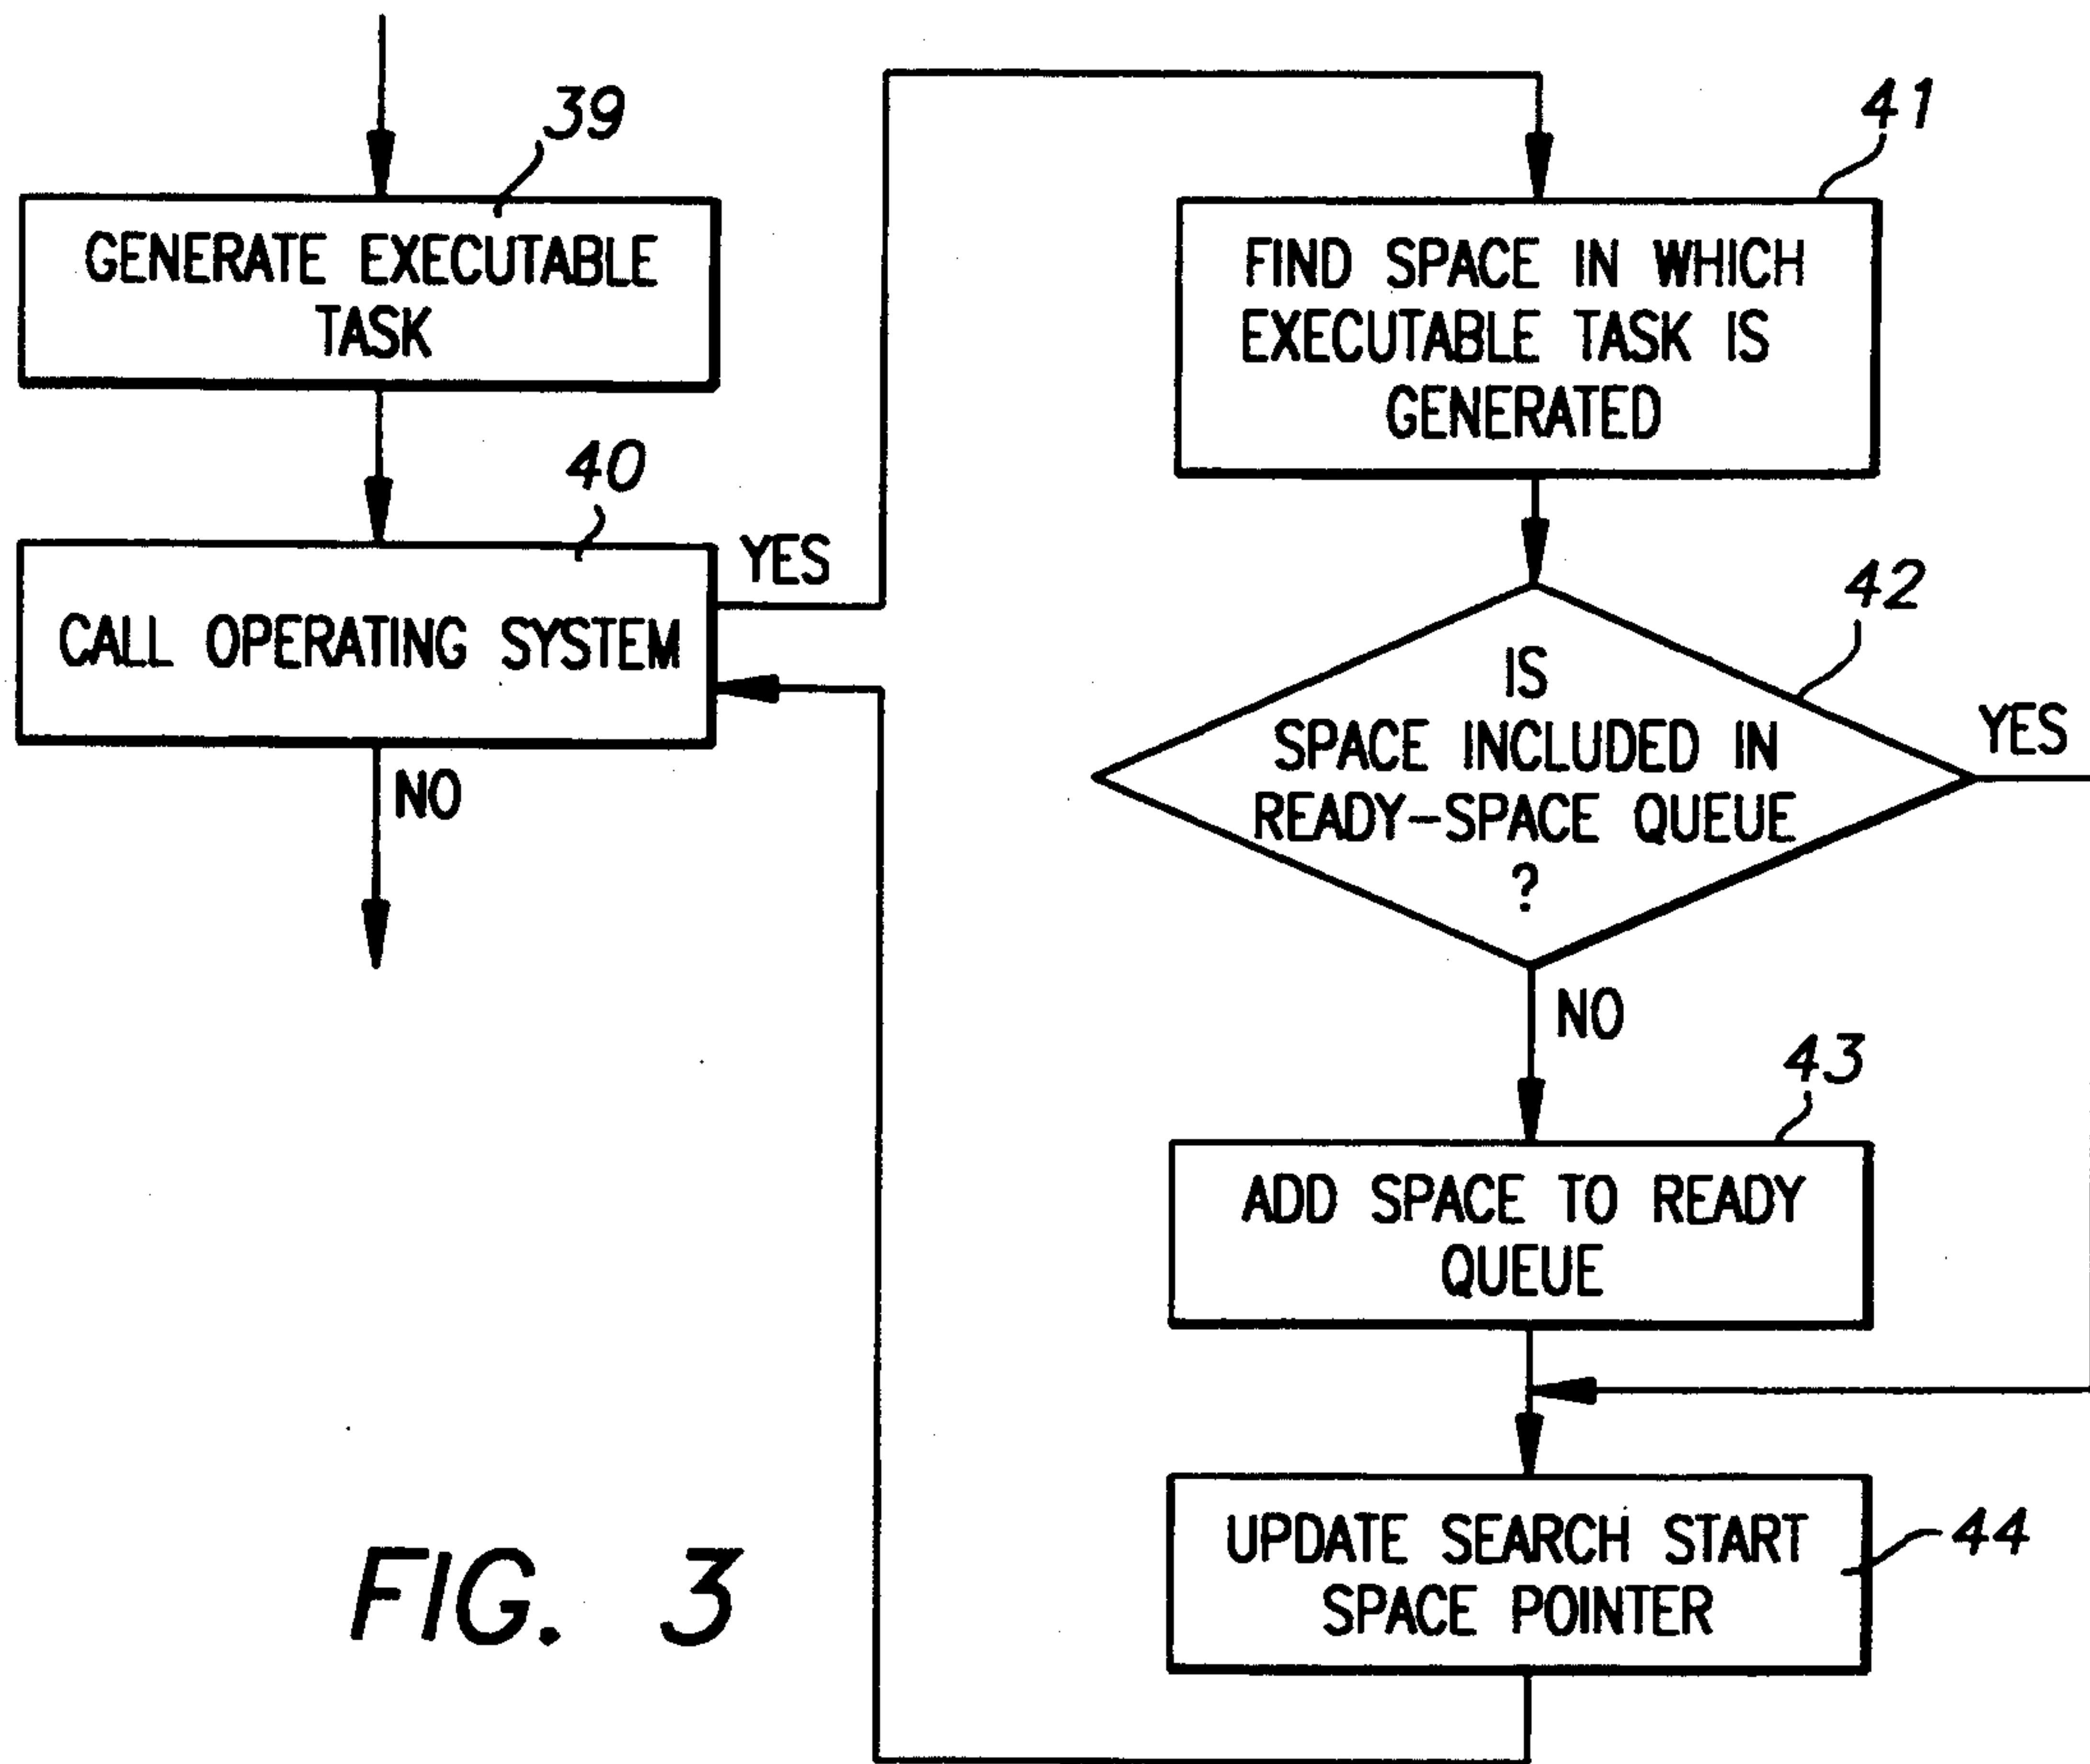 39
GENERATE EXECUTABLE
TASK
40
YES
CALL OPERATING SYSTEM
NO
41
FIND SPACE IN WHICH
EXECUTABLE TASK IS
GENERATED
42
IS
SPACE INCLUDED IN
READY-SPACE QUEUE
?
YES
NO
43
ADD SPACE TO READY
QUEUE
UPDATE SEARCH START
SPACE POINTER
44
FIG. 3